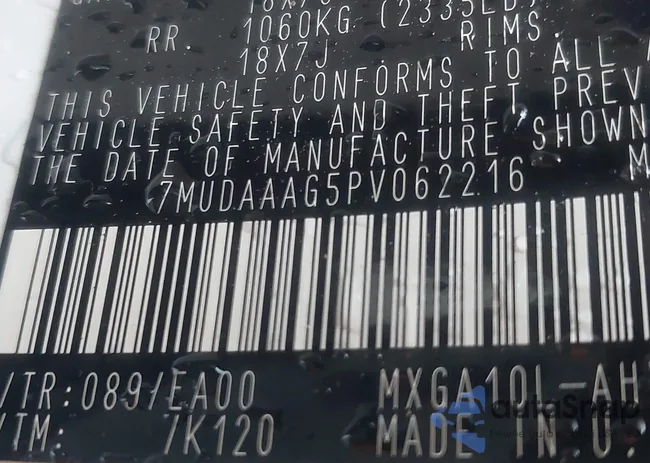 1060KG (2335LB)
RR RIMS.
18X7J
THIS VEHICLE CONFORMS TO ALL
VEHICLE SAFETY AND THEFT PREV
THE DATE OF MANUFACTURE SHOWN
7MUDAAAG5PV062216 M
/TR:089/EA00 MXGA10L-AH
/TM: 7K120 MADE IN U.
autoSnap